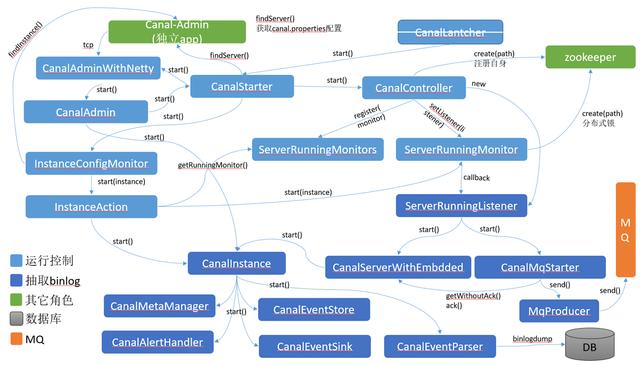 Canal-Admin
(独立app)
findServer()
获取canal.properties配置
CanalLantcher
findInstance()
tcp
findServer()
start()
create(path)
注册自身
zookeeper
CanalAdminWithNetty
start()
CanalStarter
start()
CanalController
new
start()
CanalAdmin
start()
start()
register(
monitor)
setListener(li
stener)
create(path)
分布式锁
start()
InstanceConfigMonitor
getRunningMonitor()
ServerRunningMonitors
ServerRunningMonitor
start(instance)
start(instance)
callback
InstanceAction
ServerRunningListener
MQ
start()
start()
start()
start()
运行控制
CanalInstance
CanalServerWithEmbdded
CanalMqStarter
抽取binlog
start()
getWithoutAck()
ack()
send()
send()
其它角色
CanalMetaManager
start()
CanalEventStore
MqProducer
数据库
MQ
CanalAlertHandler
CanalEventSink
CanalEventParser
binlogdump
DB